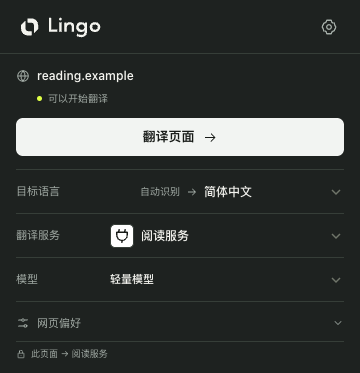 Lingo
reading.example
可以开始翻译
翻译页面 →
目标语言 自动识别 → 简体中文
翻译服务 阅读服务
模型 轻量模型
网页偏好
此页面 → 阅读服务